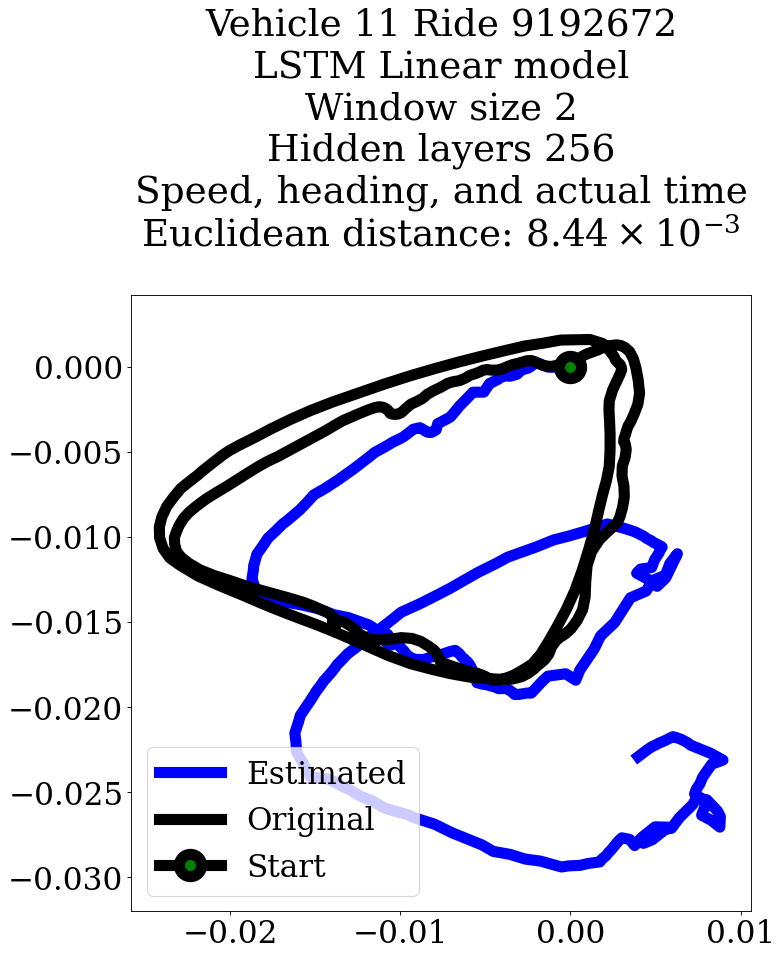 Vehicle 11 Ride 9192672
LSTM Linear model
Window size 2
Hidden layers 256
Speed, heading, and actual time
Euclidean distance: 8.44 × 10⁻³
0.000
−0.005
−0.010
−0.015
−0.020
−0.025
−0.030
Estimated
Original
Start
−0.02
−0.01
0.00
0.01